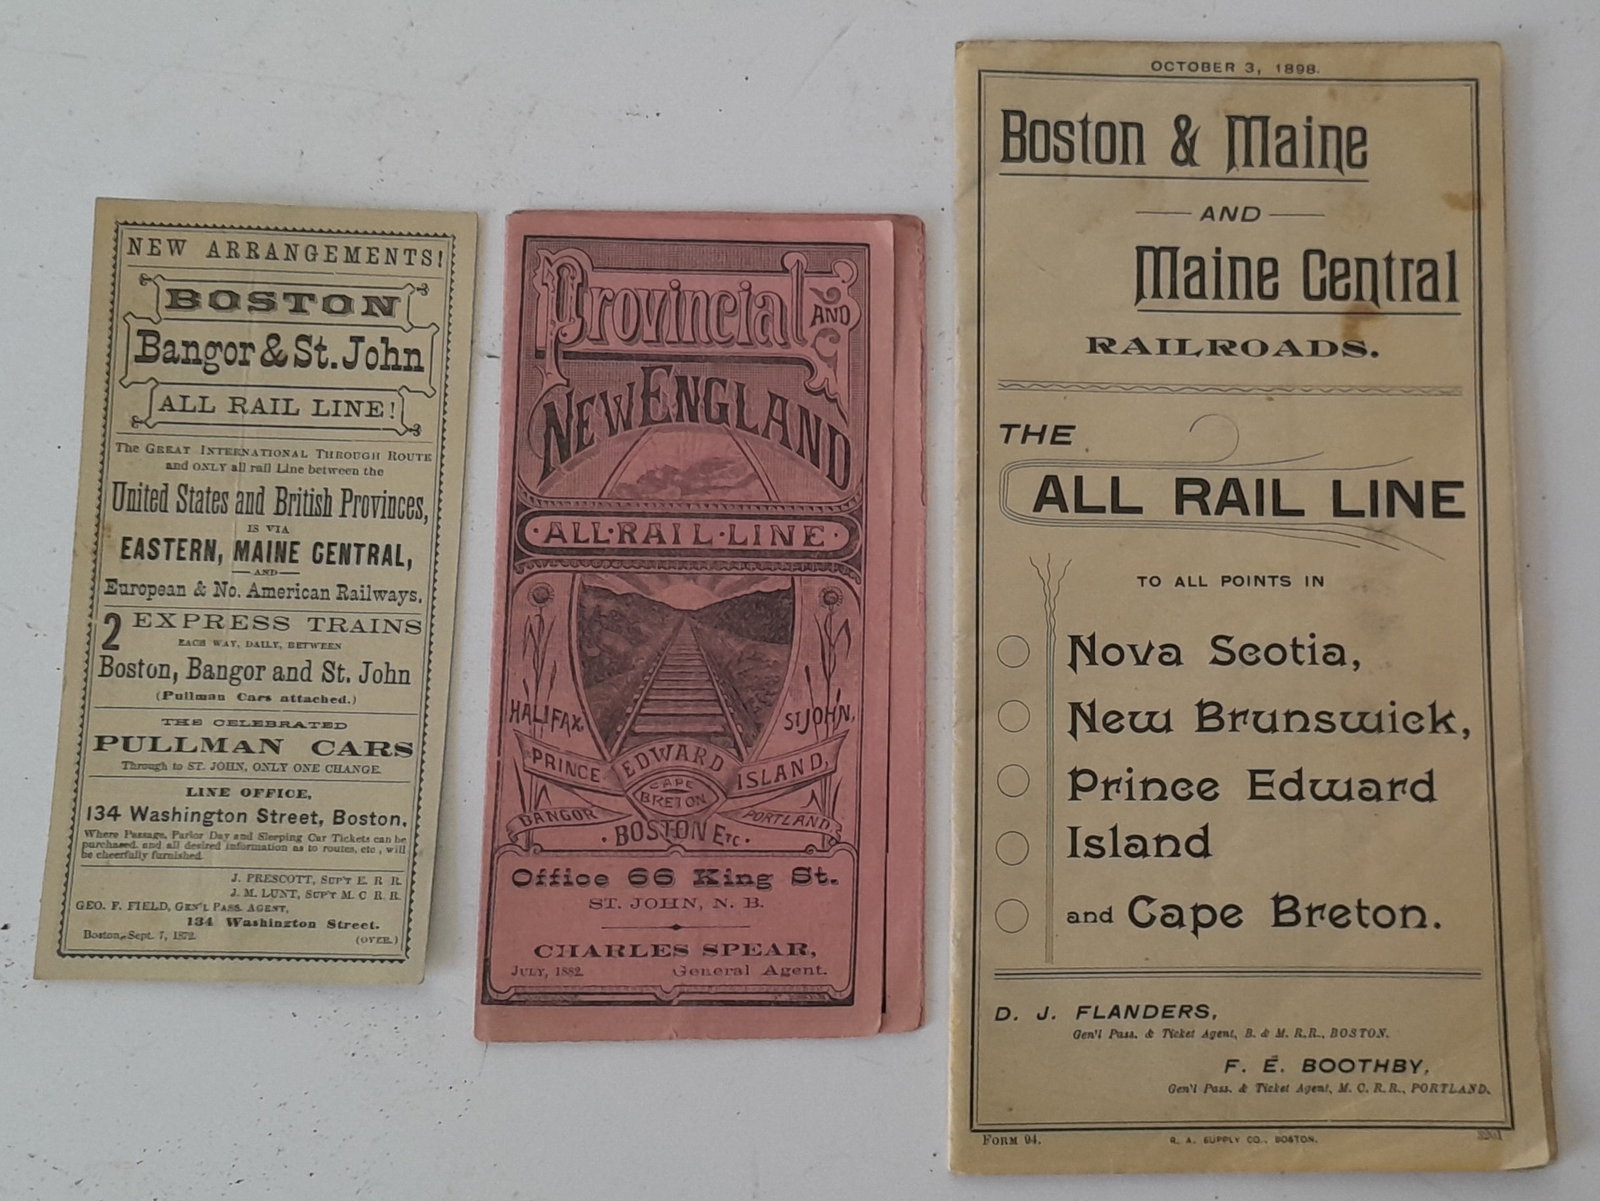 NEW ARRANGEMENTS!
BOSTON
Bangor & St. John
ALL RAIL LINE!
The GREAT INTERNATIONAL THROUGH ROUTE
and ONLY all rail Line between the
United States and British Provinces,
IS VIA
EASTERN, MAINE CENTRAL,
AND
European & No. American Railways.
2 EXPRESS TRAINS
EACH WAY, DAILY, BETWEEN
Boston, Bangor and St. John
(Pullman Cars attached.)
THE CELEBRATED
PULLMAN CARS
Through to ST. JOHN, ONLY ONE CHANGE.
LINE OFFICE,
134 Washington Street, Boston,
Where Passage, Parlor Day and Sleeping Car Tickets can be
purchased, and all desired information as to routes, etc, will
be cheerfully furnished.
J. PRESCOTT, SUP'T E. R R.
J. M. LUNT, SUP'T M. C R. R.
GEO. F. FIELD, GEN'L PASS. AGENT,
134 Washington Street.
Boston, Sept. 7, 1872.
(OVER.)
Provincial AND
NEW ENGLAND
ALL·RAIL·LINE
HALIFAX,
ST JOHN,
PRINCE EDWARD ISLAND,
CAPE
BRETON
BANGOR
PORTLAND,
BOSTON ETC.
Office 66 King St.
ST. JOHN, N. B.
CHARLES SPEAR,
JULY, 1882.
General Agent.
OCTOBER 3, 1898.
Boston & Maine
AND
Maine Central
RAILROADS.
THE
ALL RAIL LINE
TO ALL POINTS IN
Nova Scotia,
New Brunswick,
Prince Edward
Island
and Cape Breton.
D. J. FLANDERS,
Gen'l Pass. & Ticket Agent, B. & M. R.R., BOSTON.
F. E. BOOTHBY,
Gen'l Pass. & Ticket Agent, M. C. R.R., PORTLAND.
FORM 94.
R. A. SUPPLY CO., BOSTON.